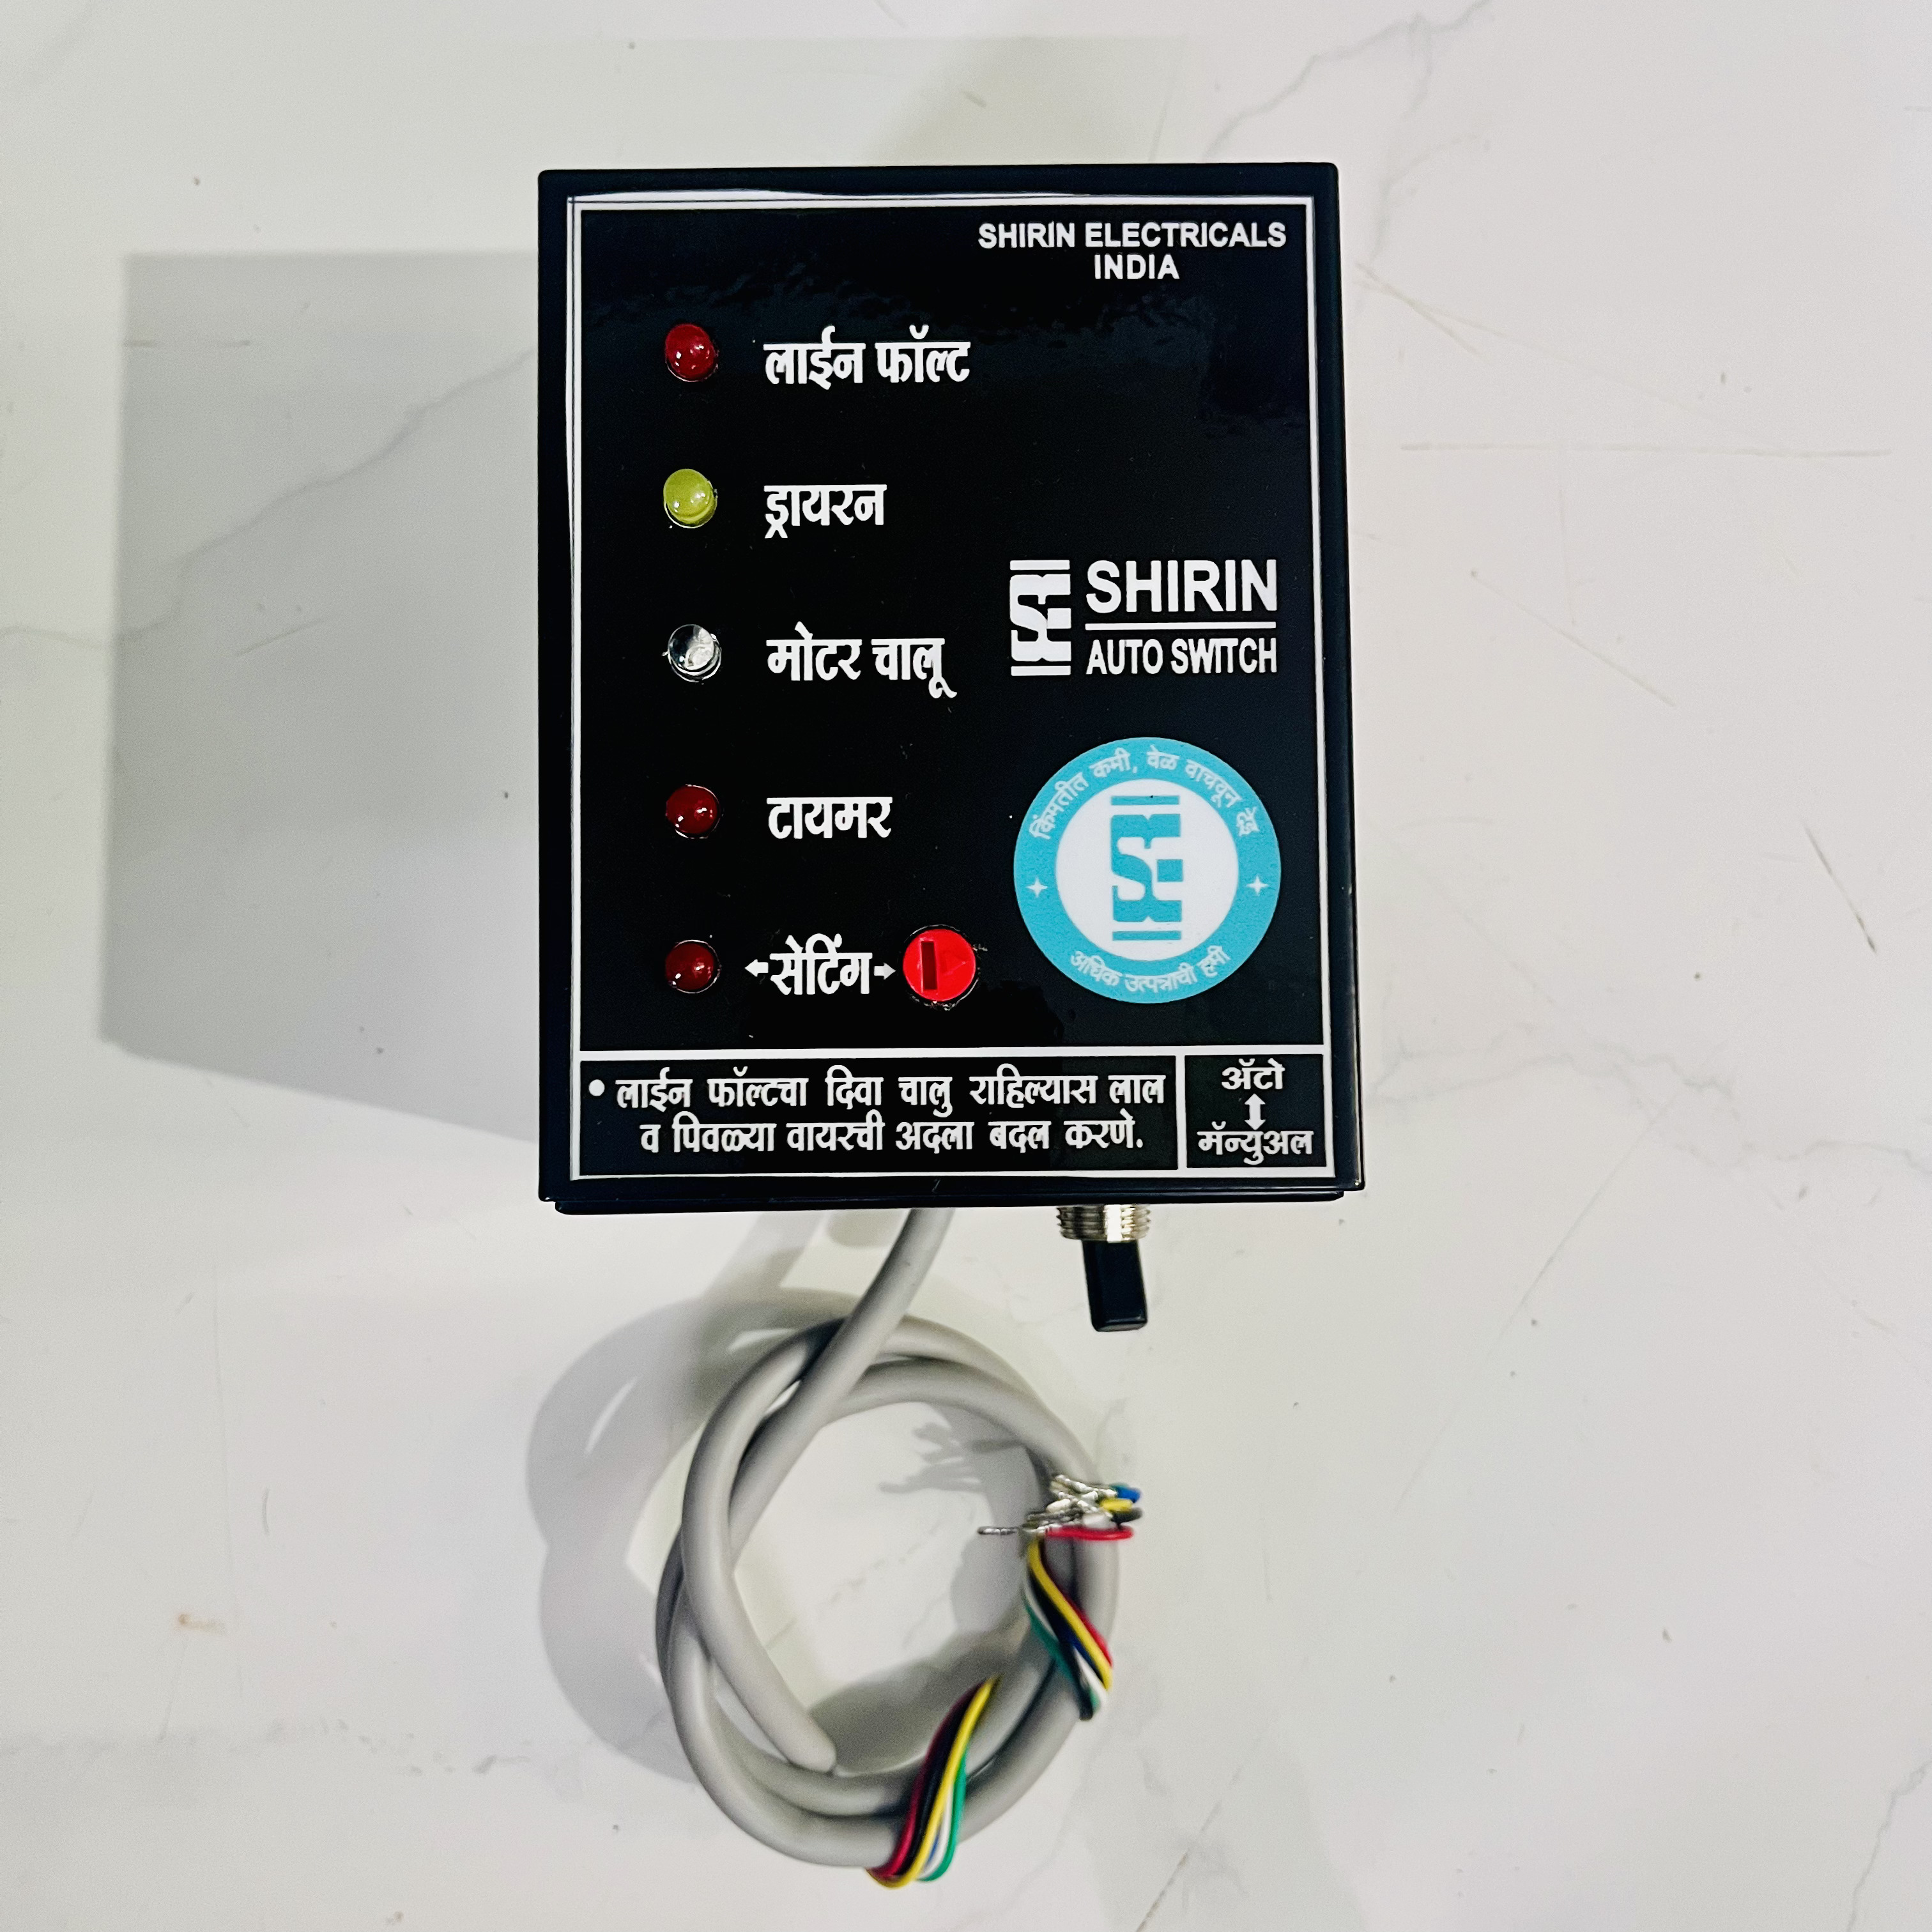 SHIRIN ELECTRICALS
INDIA
लाईन फॉल्ट
ड्रायरन
SHIRIN
AUTO SWITCH
मोटर चालू
टायमर
किंमतीत कमी, वेळ वाचवून देई
अधिक उत्पन्नाची हमी
सेटिंग
• लाईन फॉल्टचा दिवा चालु राहिल्यास लाल
व पिवळ्या वायरची अदला बदल करणे.
ॲटो
मॅन्युअल